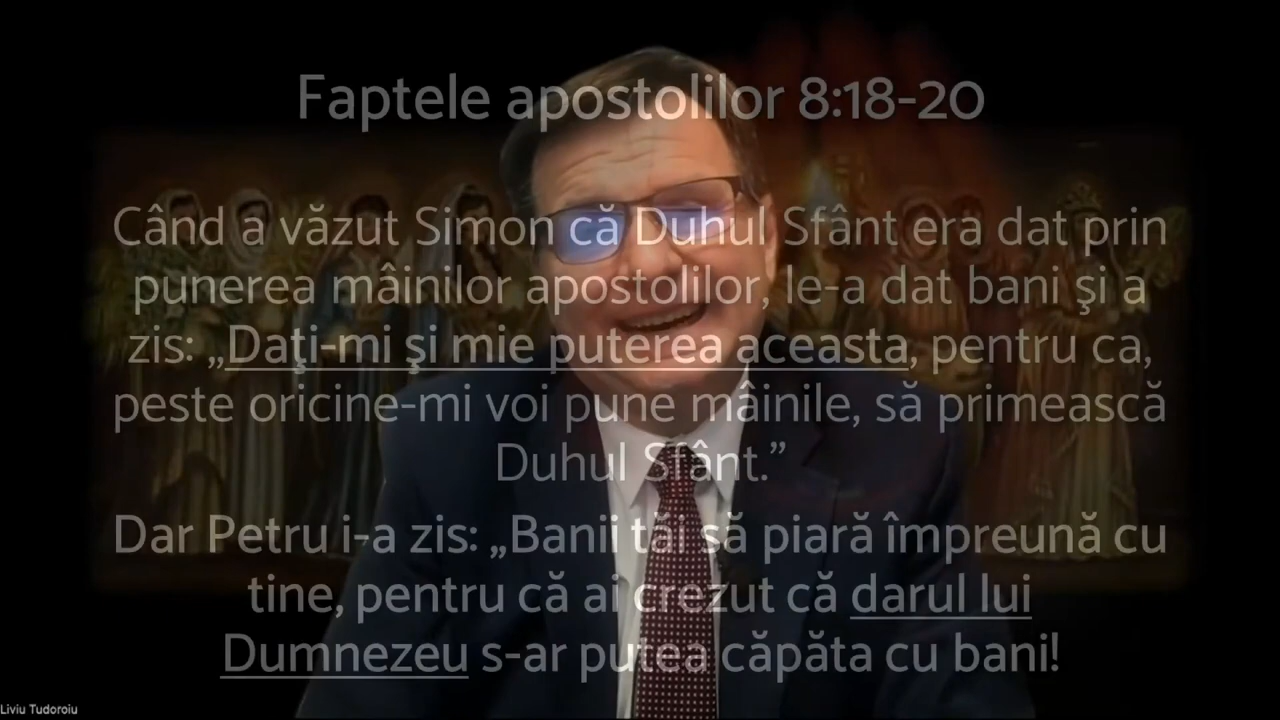 Faptele apostolilor 8:18-20
Când a văzut Simon că Duhul Sfânt era dat prin
punerea mâinilor apostolilor, le-a dat bani şi a
zis: „Daţi-mi şi mie puterea aceasta, pentru ca,
peste oricine-mi voi pune mâinile, să primească
Duhul Sfânt.”
Dar Petru i-a zis: „Banii tăi să piară împreună cu
tine, pentru că ai crezut că darul lui
Dumnezeu s-ar putea căpăta cu bani!
Liviu Tudoroiu